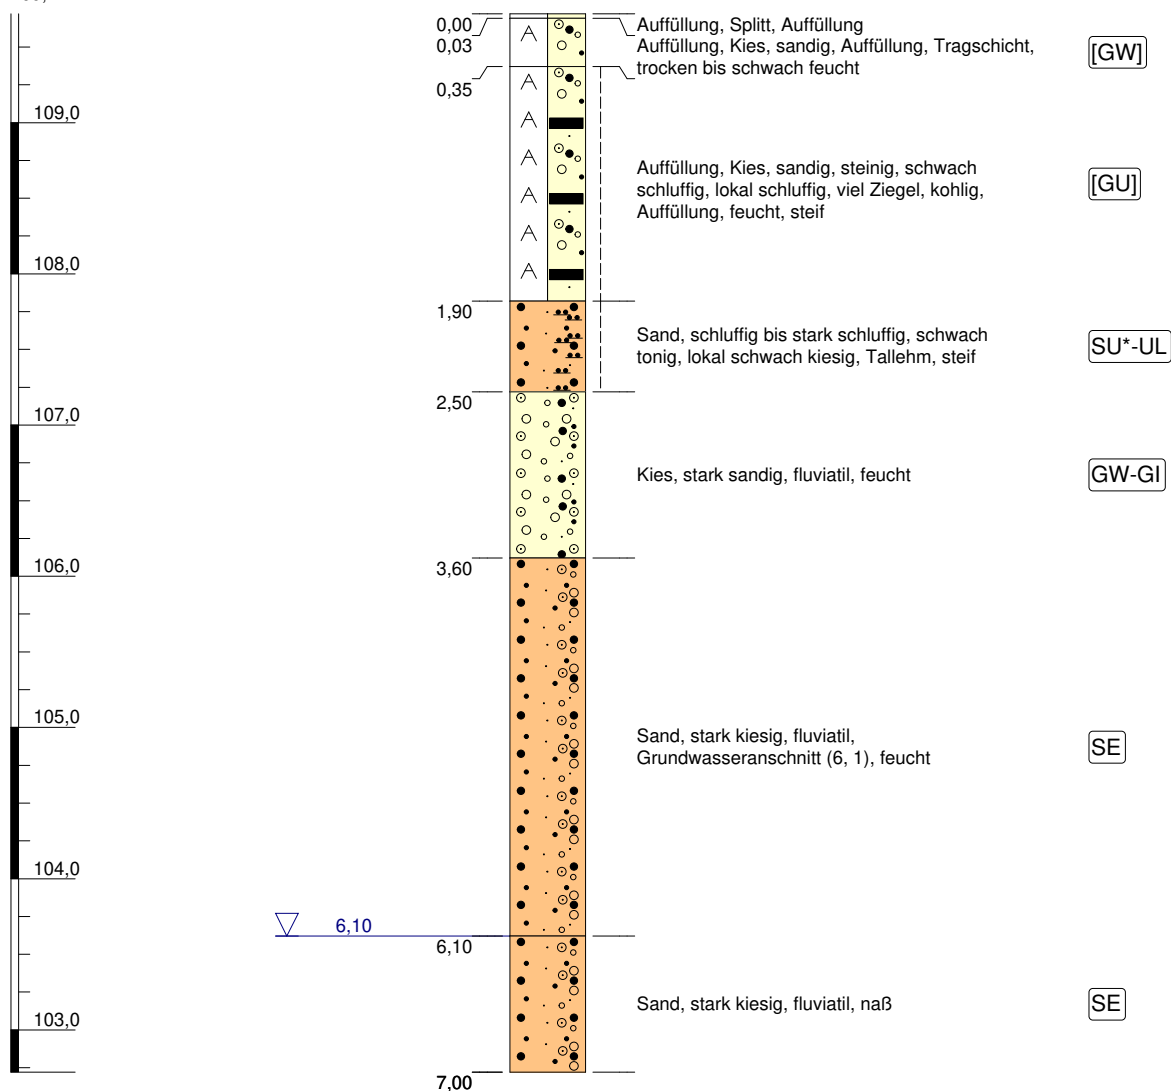 0,00
Auffüllung, Splitt, Auffüllung
0,03
Auffüllung, Kies, sandig, Auffüllung, Tragschicht,
trocken bis schwach feucht
[GW]
0,35
109,0
Auffüllung, Kies, sandig, steinig, schwach
schluffig, lokal schluffig, viel Ziegel, kohlig,
Auffüllung, feucht, steif
[GU]
108,0
1,90
Sand, schluffig bis stark schluffig, schwach
tonig, lokal schwach kiesig, Tallehm, steif
SU*-UL
2,50
107,0
Kies, stark sandig, fluviatil, feucht
GW-GI
3,60
106,0
105,0
Sand, stark kiesig, fluviatil,
Grundwasseranschnitt (6, 1), feucht
SE
104,0
6,10
6,10
Sand, stark kiesig, fluviatil, naß
SE
103,0
7,00